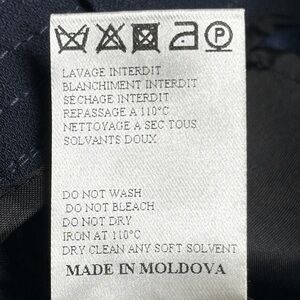 P
LAVAGE INTERDIT
BLANCHIMENT INTERDIT
SÉCHAGE INTERDIT
REPASSAGE A 110°C
NETTOYAGE A SEC TOUS
SOLVANTS DOUX
DO NOT WASH
DO NOT BLEACH
DO NOT DRY
IRON AT 110°C
DRY CLEAN ANY SOFT SOLVENT
MADE IN MOLDOVA